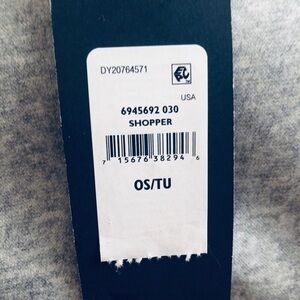 DY20764571
USA
6945692 030
SHOPPER
7 15676 38294 6
OS/TU